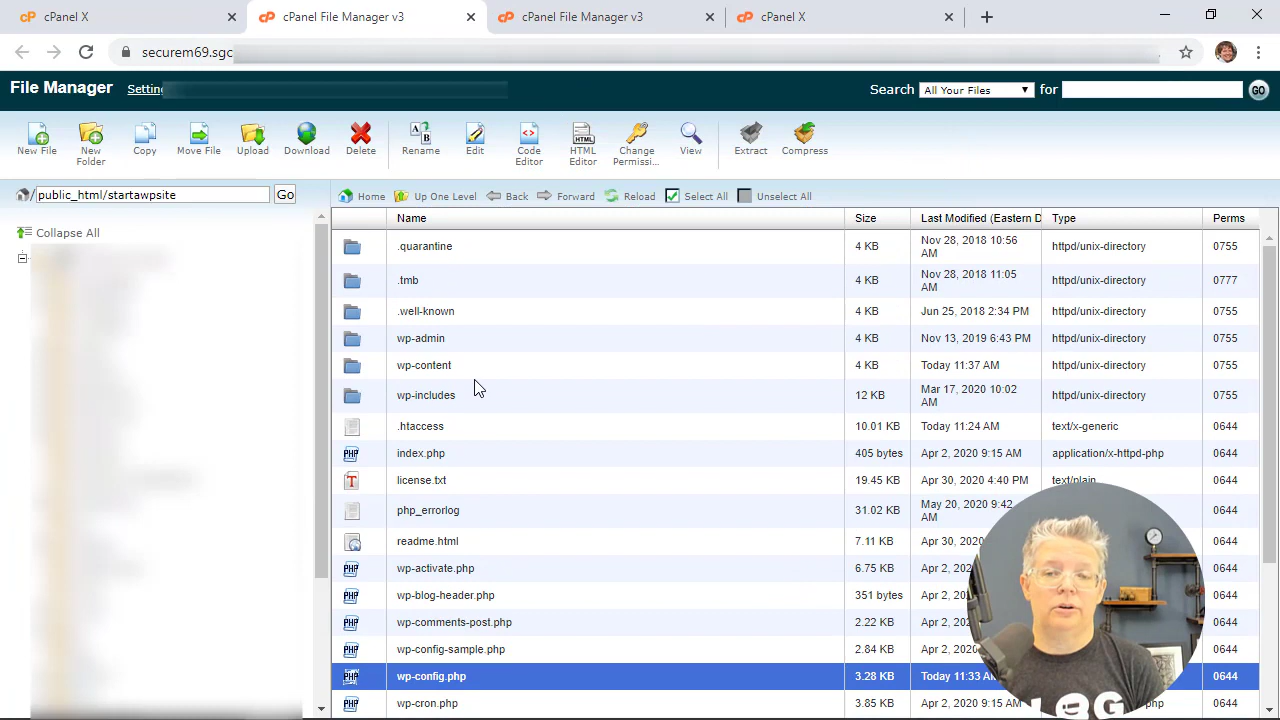 cPanel X
cPanel File Manager v3
cPanel File Manager v3
cPanel X
securem69.sgc
File Manager
Settin
Search All Your Files for GO
New File
New Folder
Copy
Move File
Upload
Download
Delete
Rename
Edit
Code Editor
HTML Editor
Change Permissi...
View
Extract
Compress
/ public_html/startawpsite Go
Home Up One Level Back Forward Reload Select All Unselect All
Collapse All
Name Size Last Modified (Eastern D Type Perms
.quarantine 4 KB Nov 28, 2018 10:56 AM httpd/unix-directory 0755
.tmb 4 KB Nov 28, 2018 11:05 AM httpd/unix-directory 0777
.well-known 4 KB Jun 25, 2018 2:34 PM httpd/unix-directory 0755
wp-admin 4 KB Nov 13, 2019 6:43 PM httpd/unix-directory 0755
wp-content 4 KB Today 11:37 AM httpd/unix-directory 0755
wp-includes 12 KB Mar 17, 2020 10:02 AM httpd/unix-directory 0755
.htaccess 10.01 KB Today 11:24 AM text/x-generic 0644
PHP index.php 405 bytes Apr 2, 2020 9:15 AM application/x-httpd-php 0644
T license.txt 19.45 KB Apr 30, 2020 4:40 PM text/plain 0644
php_errorlog 31.02 KB May 20, 2020 9:42 AM 0644
readme.html 7.11 KB Apr 30, 0644
PHP wp-activate.php 6.75 KB Apr 2, 0644
PHP wp-blog-header.php 351 bytes Apr 2, 0644
PHP wp-comments-post.php 2.22 KB Apr 2, 0644
PHP wp-config-sample.php 2.84 KB Apr 2, 0644
PHP wp-config.php 3.28 KB Today 11:33 0644
PHP wp-cron.php 3.85 KB Apr 2, php 0644